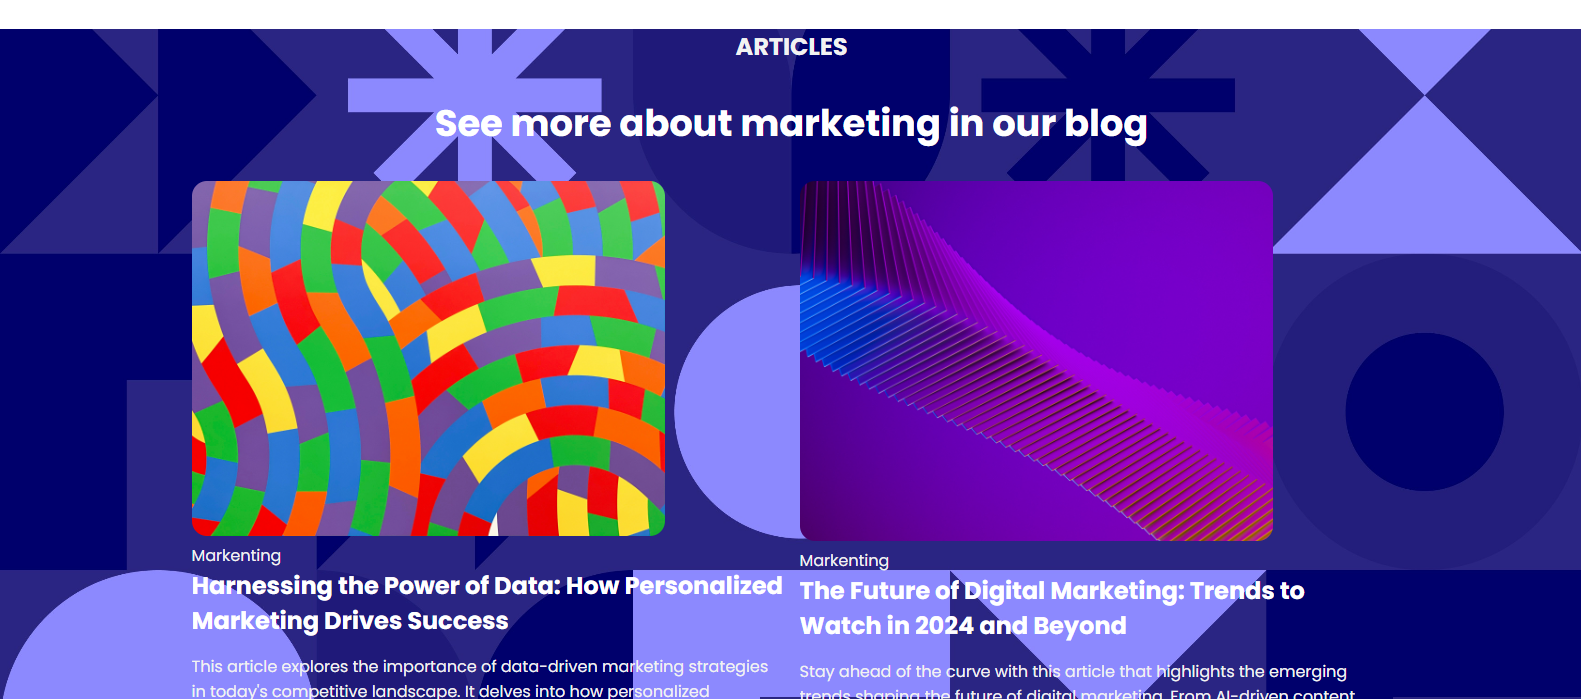 ARTICLES
See more about marketing in our blog
Markenting
Harnessing the Power of Data: How Personalized
Marketing Drives Success
This article explores the importance of data-driven marketing strategies
in today's competitive landscape. It delves into how personalized
Markenting
The Future of Digital Marketing: Trends to
Watch in 2024 and Beyond
Stay ahead of the curve with this article that highlights the emerging
trends shaping the future of digital marketing. From AI-driven content